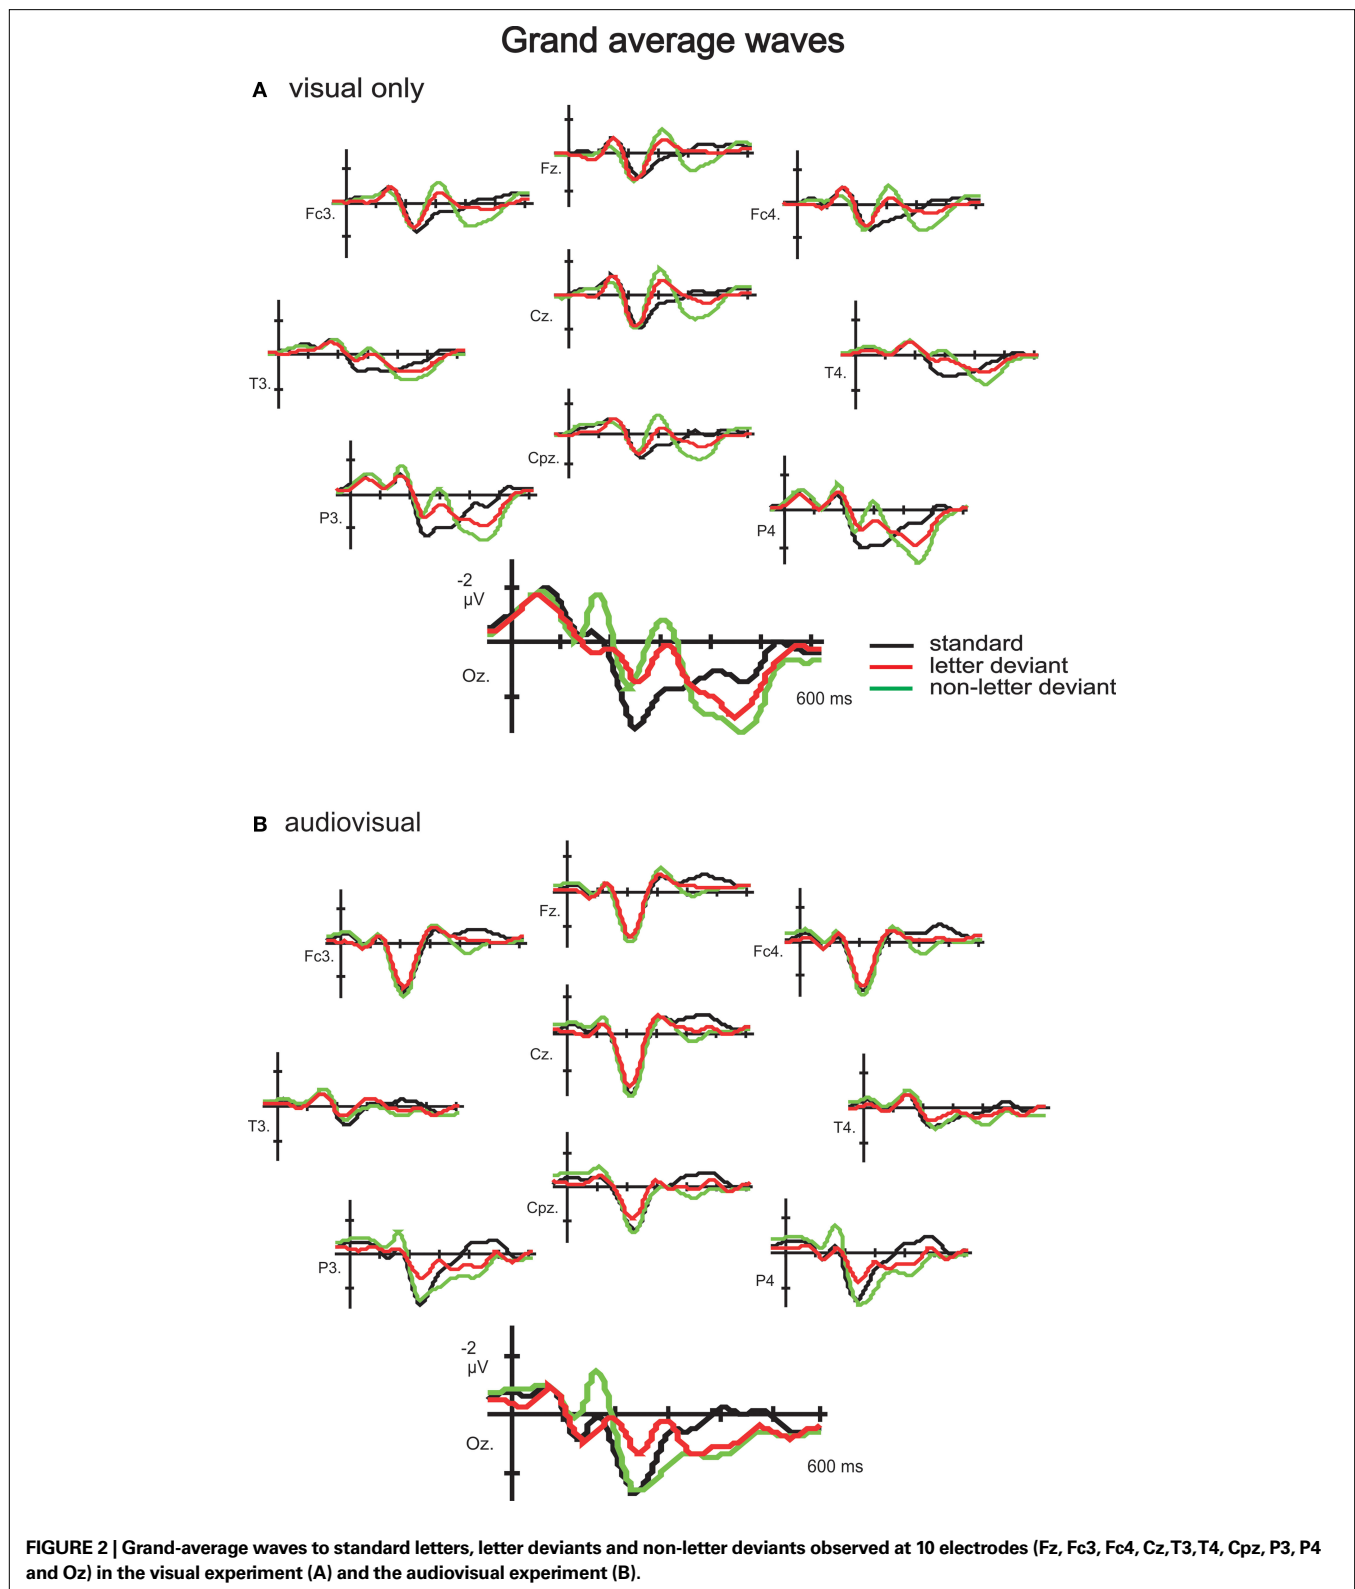 Grand average waves
A visual only
Fz.
Fc3.
Fc4.
Cz.
T3.
T4.
Cpz.
P3.
P4
-2
µV
Oz.
600 ms
standard
letter deviant
non-letter deviant
B audiovisual
Fz.
Fc3.
Fc4.
Cz.
T3.
T4.
Cpz.
P3.
P4
-2
µV
Oz.
600 ms
FIGURE 2 | Grand-average waves to standard letters, letter deviants and non-letter deviants observed at 10 electrodes (Fz, Fc3, Fc4, Cz,T3,T4, Cpz, P3, P4
and Oz) in the visual experiment (A) and the audiovisual experiment (B).